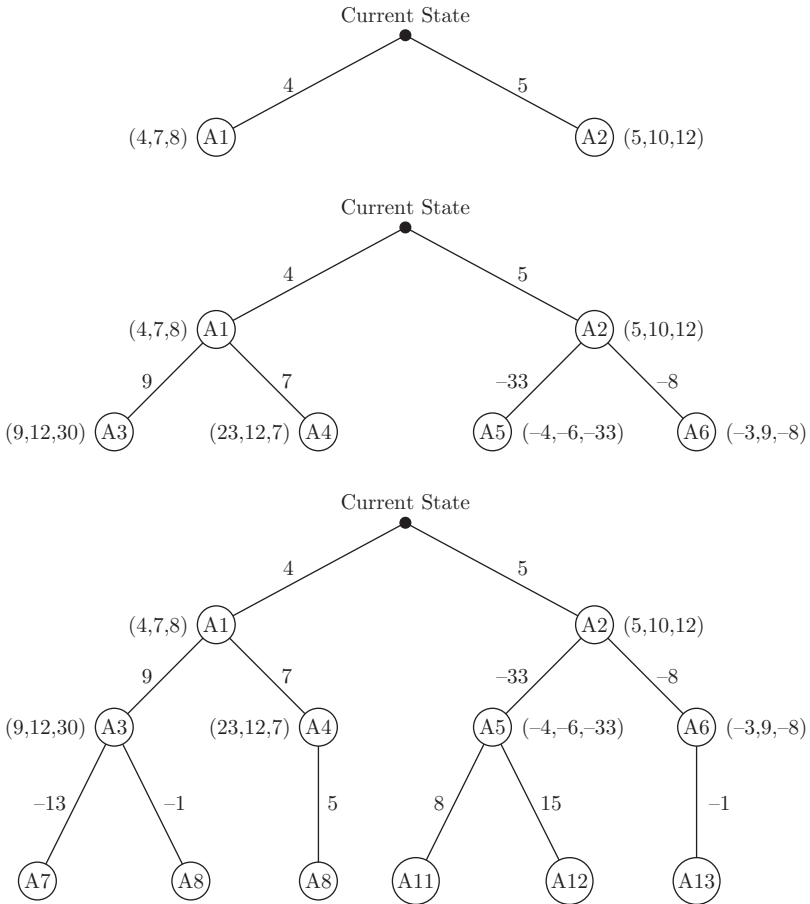 Current State
4 5
(4,7,8) A1 A2 (5,10,12)
Current State
4 5
(4,7,8) A1 A2 (5,10,12)
9 7 –33 –8
(9,12,30) A3 (23,12,7) A4 A5 (–4,–6,–33) A6 (–3,9,–8)
Current State
4 5
(4,7,8) A1 A2 (5,10,12)
9 7 –33 –8
(9,12,30) A3 (23,12,7) A4 A5 (–4,–6,–33) A6 (–3,9,–8)
–13 –1 5 8 15 –1
A7 A8 A8 A11 A12 A13